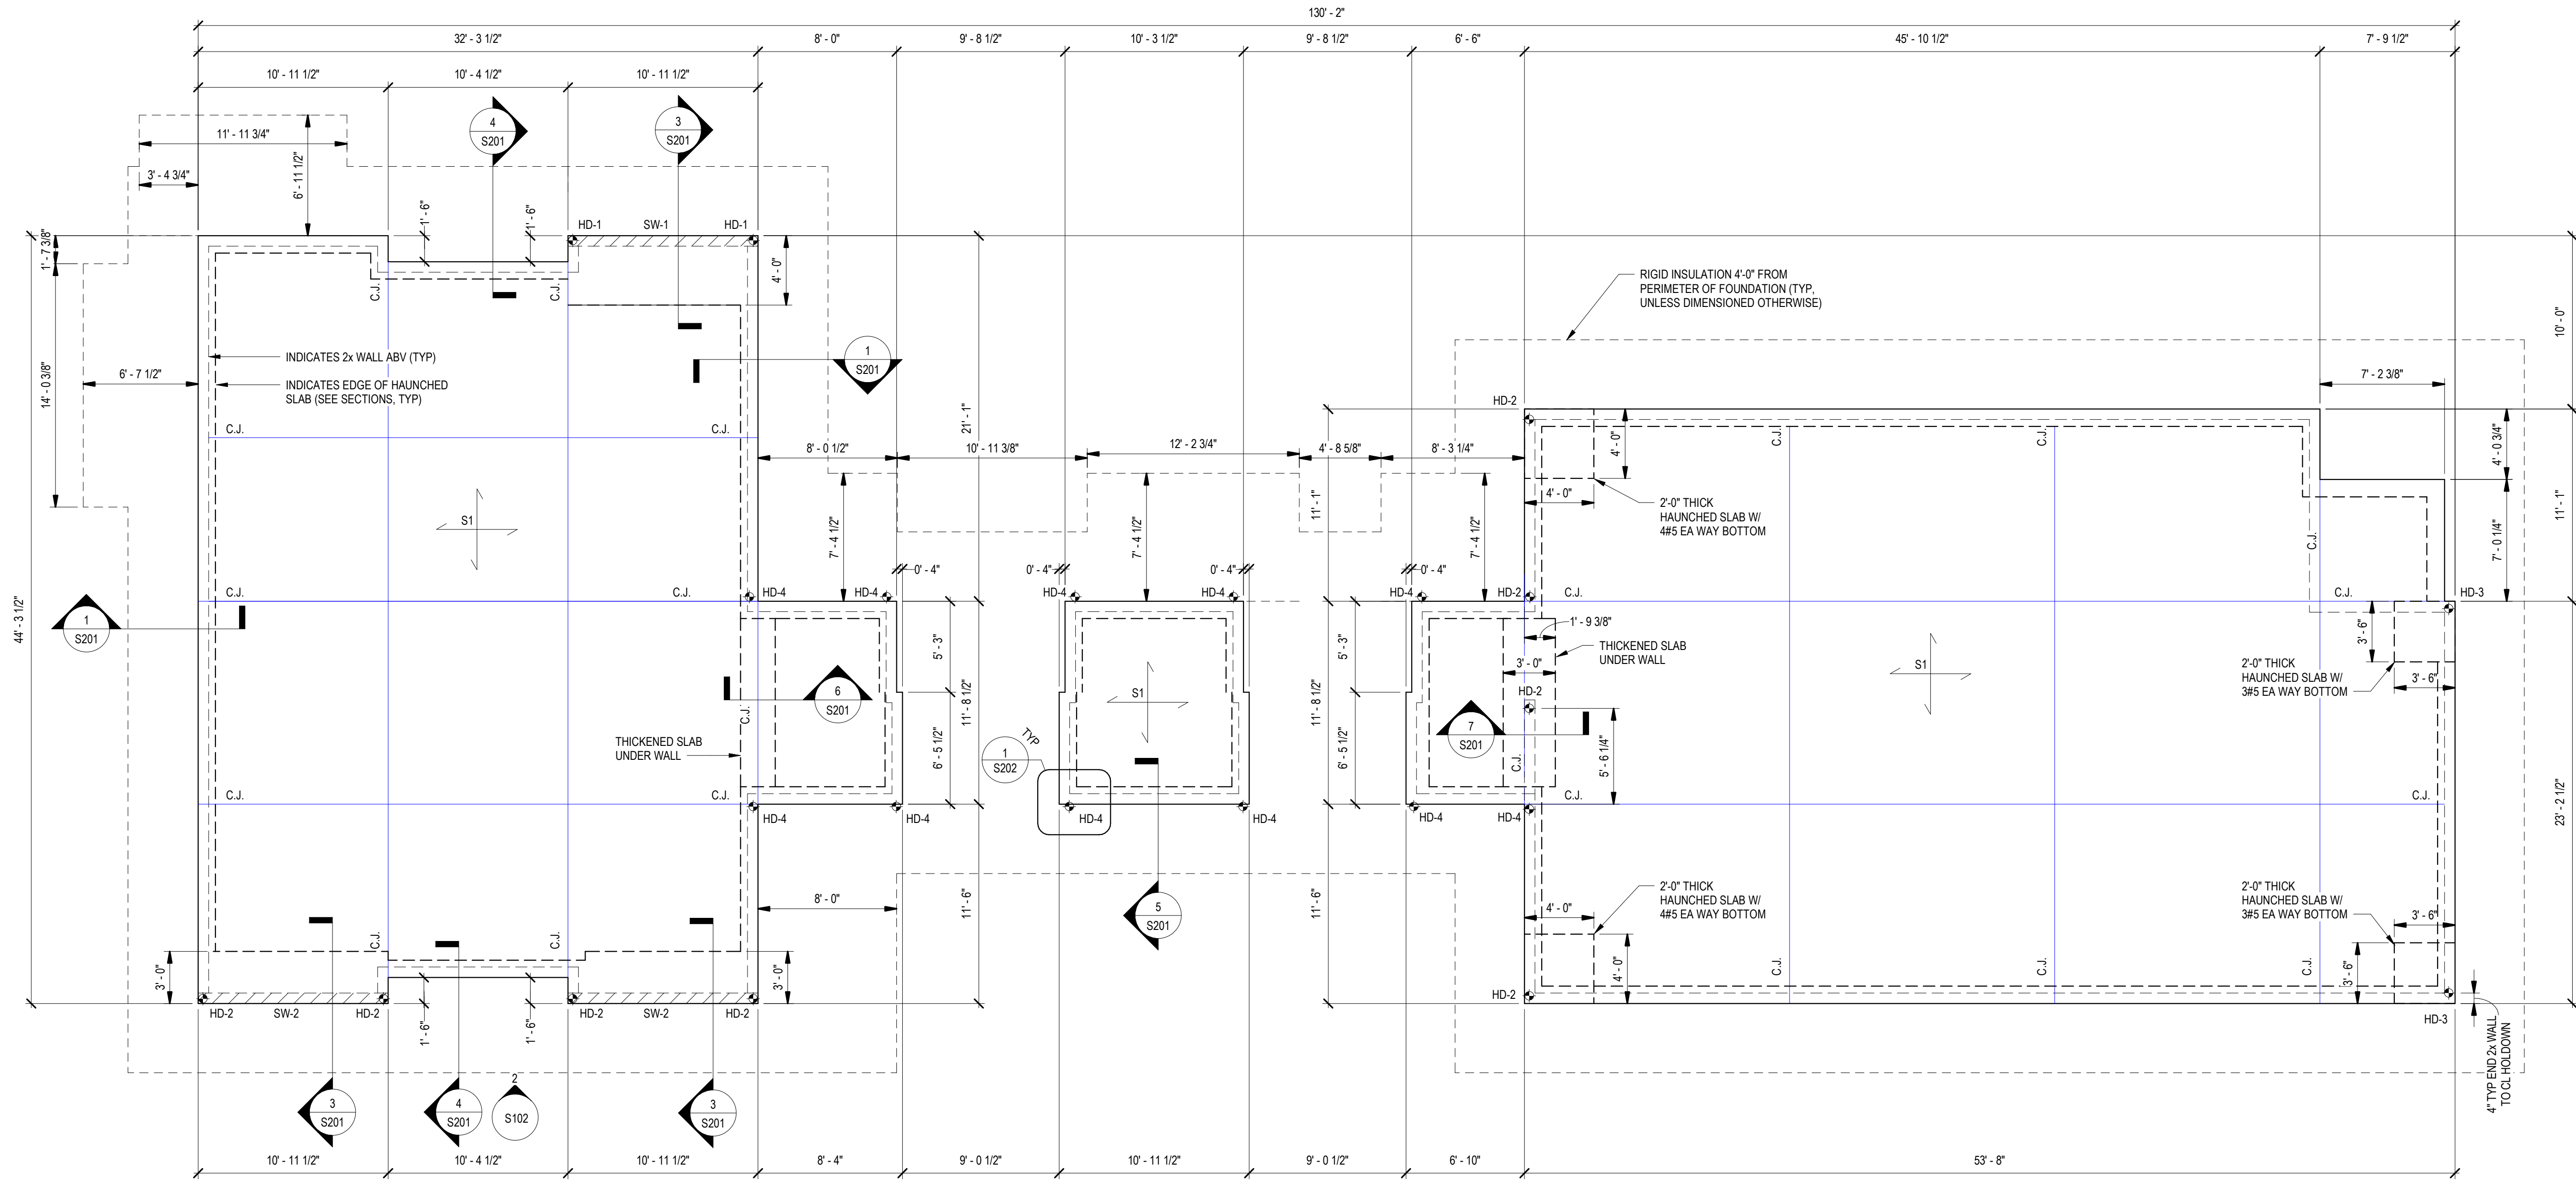 130' - 2"
32' - 3 1/2"
8' - 0"
9' - 8 1/2"
10' - 3 1/2"
9' - 8 1/2"
6' - 6"
45' - 10 1/2"
7' - 9 1/2"
10' - 11 1/2"
10' - 4 1/2"
10' - 11 1/2"
4
S201
3
S201
11' - 11 3/4"
3' - 4 3/4"
6' - 11 1/2"
1' - 6"
1' - 6"
HD-1
SW-1
HD-1
1' - 7 3/8"
4' - 0"
C.J.
C.J.
RIGID INSULATION 4'-0" FROM
PERIMETER OF FOUNDATION (TYP,
UNLESS DIMENSIONED OTHERWISE)
10' - 0"
INDICATES 2x WALL ABV (TYP)
1
S201
INDICATES EDGE OF HAUNCHED
SLAB (SEE SECTIONS, TYP)
6' - 7 1/2"
14' - 0 3/8"
7' - 2 3/8"
HD-2
C.J.
C.J.
21' - 1"
8' - 0 1/2"
10' - 11 3/8"
12' - 2 3/4"
4' - 8 5/8"
8' - 3 1/4"
4' - 0"
C.J.
C.J.
4' - 0 3/4"
4' - 0"
2'-0" THICK
HAUNCHED SLAB W/
4#5 EA WAY BOTTOM
11' - 1"
11' - 1"
S1
7' - 4 1/2"
7' - 4 1/2"
7' - 4 1/2"
C.J.
7' - 0 1/4"
0' - 4"
0' - 4"
0' - 4"
0' - 4"
C.J.
C.J.
HD-4
HD-4
HD-4
HD-4
HD-4
HD-2
C.J.
C.J.
HD-3
1
S201
44' - 3 1/2"
5' - 3"
5' - 3"
1' - 9 3/8"
3' - 6"
THICKENED SLAB
UNDER WALL
3' - 0"
S1
2'-0" THICK
HAUNCHED SLAB W/
3#5 EA WAY BOTTOM
3' - 6"
6
S201
S1
HD-2
C.J.
11' - 8 1/2"
11' - 8 1/2"
7
S201
THICKENED SLAB
UNDER WALL
TYP
1
S202
6' - 5 1/2"
6' - 5 1/2"
C.J.
5' - 6 1/4"
23' - 2 1/2"
C.J.
C.J.
C.J.
C.J.
HD-4
HD-4
HD-4
HD-4
HD-4
HD-4
8' - 0"
11' - 6"
5
S201
11' - 6"
2'-0" THICK
HAUNCHED SLAB W/
4#5 EA WAY BOTTOM
2'-0" THICK
HAUNCHED SLAB W/
3#5 EA WAY BOTTOM
4' - 0"
3' - 6"
C.J.
C.J.
3' - 0"
3' - 0"
4' - 0"
C.J.
C.J.
C.J.
3' - 6"
HD-2
HD-2
SW-2
HD-2
HD-2
SW-2
HD-2
HD-3
1' - 6"
1' - 6"
4" TYP END 2x WALL
TO CL HOLDOWN
3
S201
4
S201
2
S102
3
S201
10' - 11 1/2"
10' - 4 1/2"
10' - 11 1/2"
8' - 4"
9' - 0 1/2"
10' - 11 1/2"
9' - 0 1/2"
6' - 10"
53' - 8"